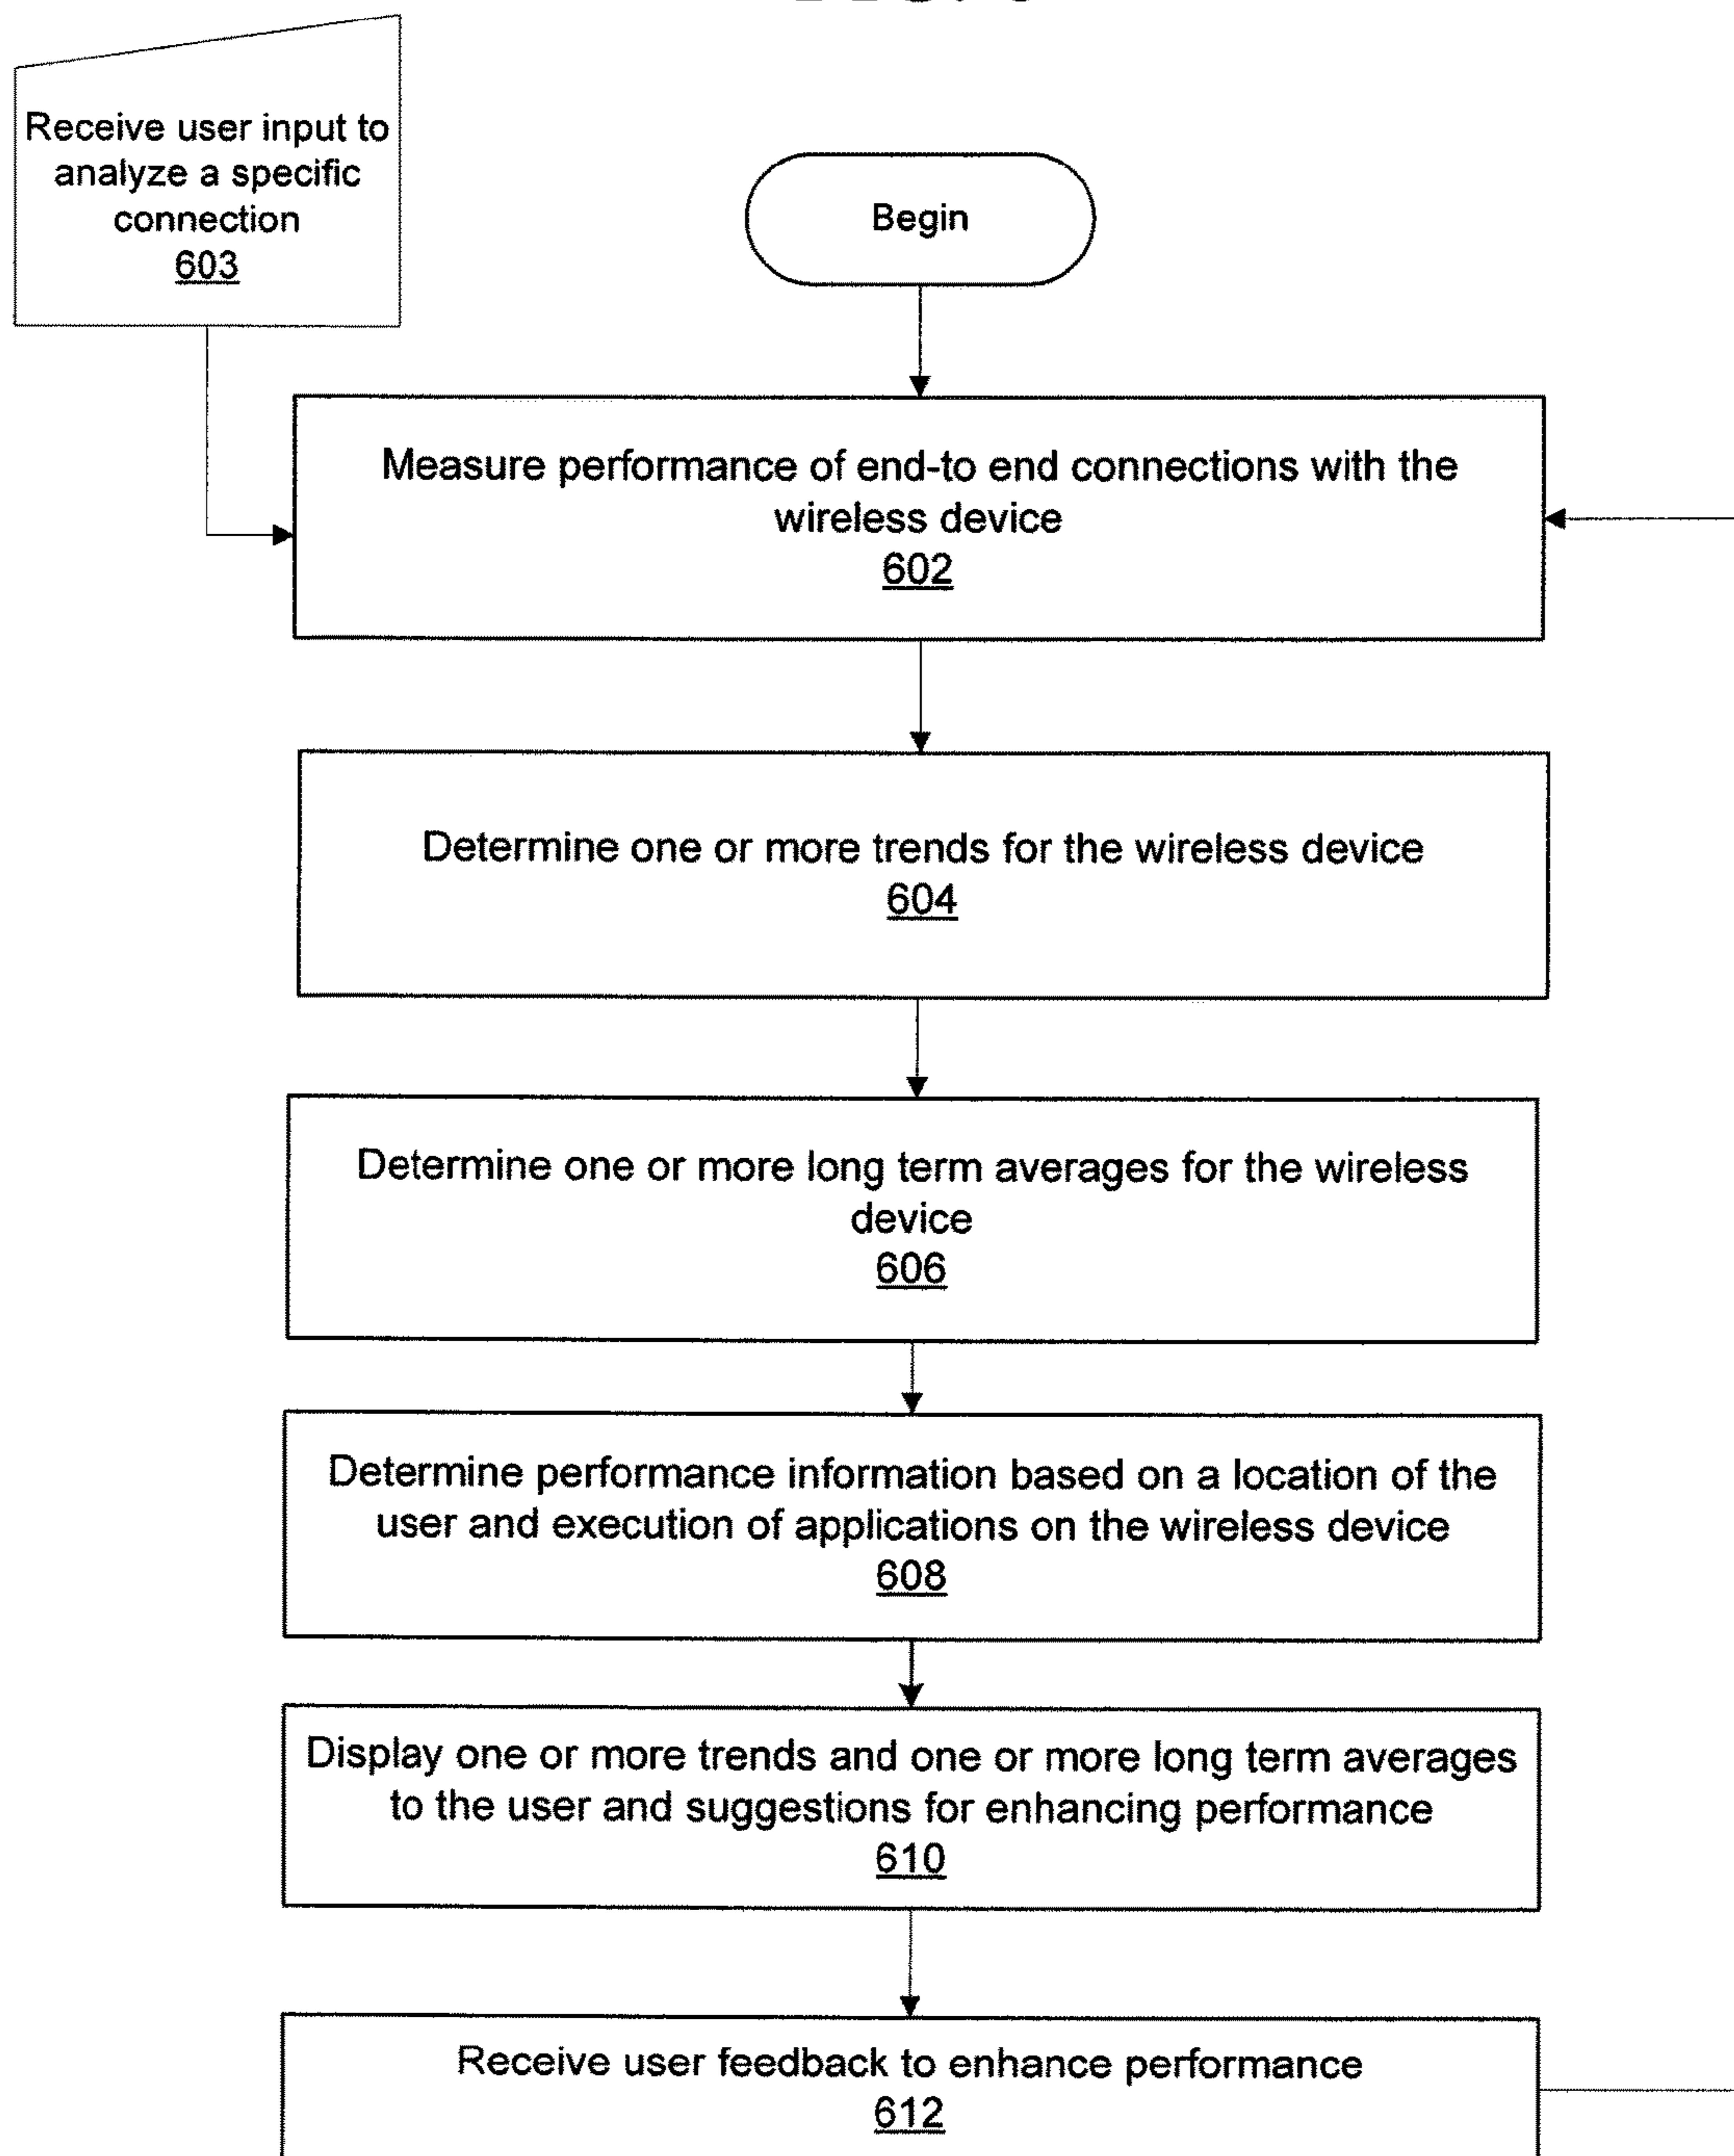 Receive user input to
analyze a specific
connection
603
Begin
Measure performance of end-to end connections with the
wireless device
602
Determine one or more trends for the wireless device
604
Determine one or more long term averages for the wireless
device
606
Determine performance information based on a location of the
user and execution of applications on the wireless device
608
Display one or more trends and one or more long term averages
to the user and suggestions for enhancing performance
610
Receive user feedback to enhance performance
612